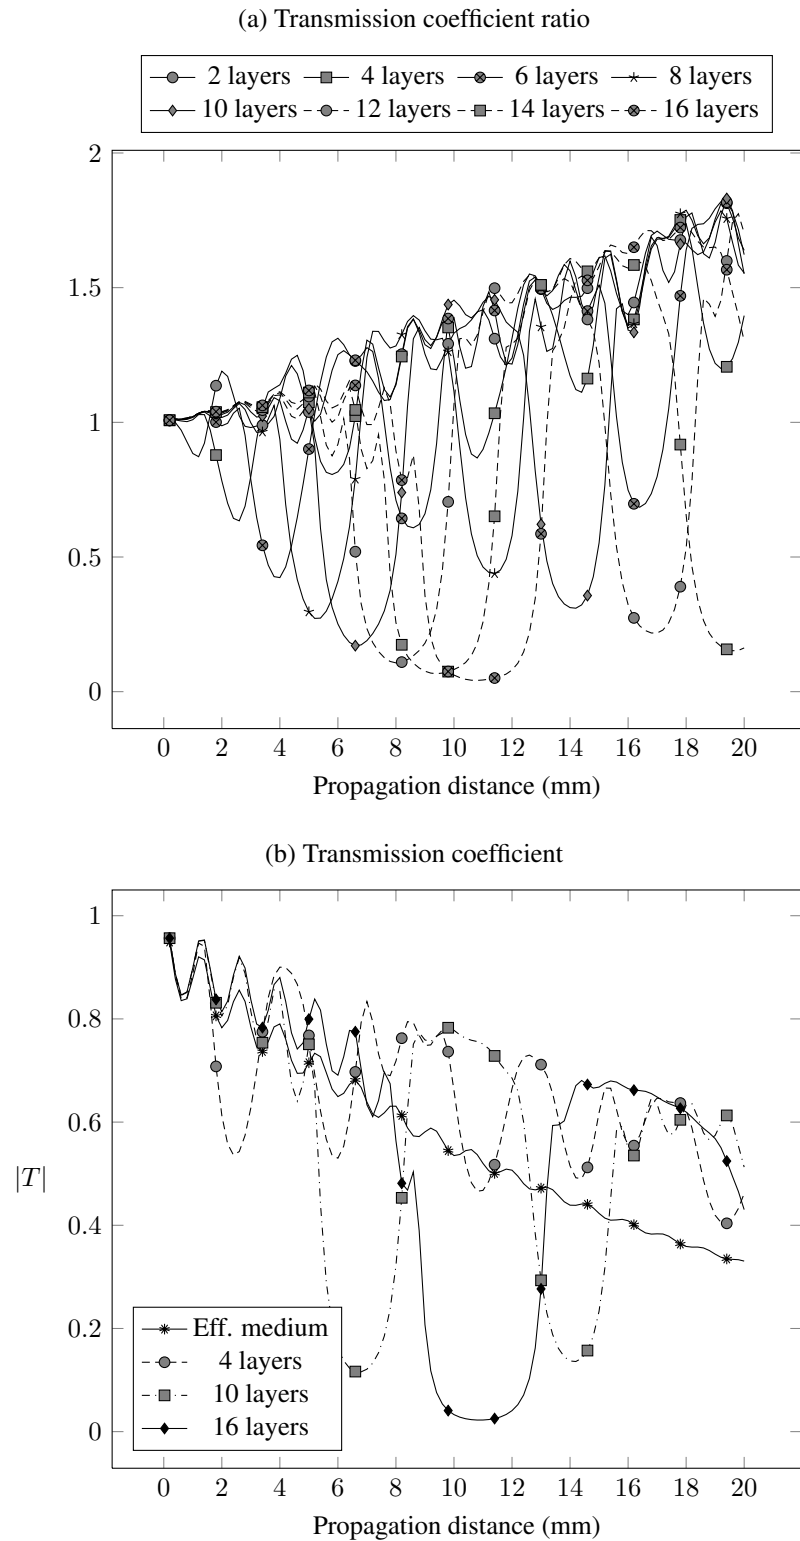 (a) Transmission coefficient ratio
2 layers 4 layers 6 layers 8 layers
10 layers 12 layers 14 layers 16 layers
2
1.5
1
0.5
0
0 2 4 6 8 10 12 14 16 18 20
Propagation distance (mm)
(b) Transmission coefficient
1
0.8
0.6
|T|
0.4
0.2
0
Eff. medium
4 layers
10 layers
16 layers
0 2 4 6 8 10 12 14 16 18 20
Propagation distance (mm)